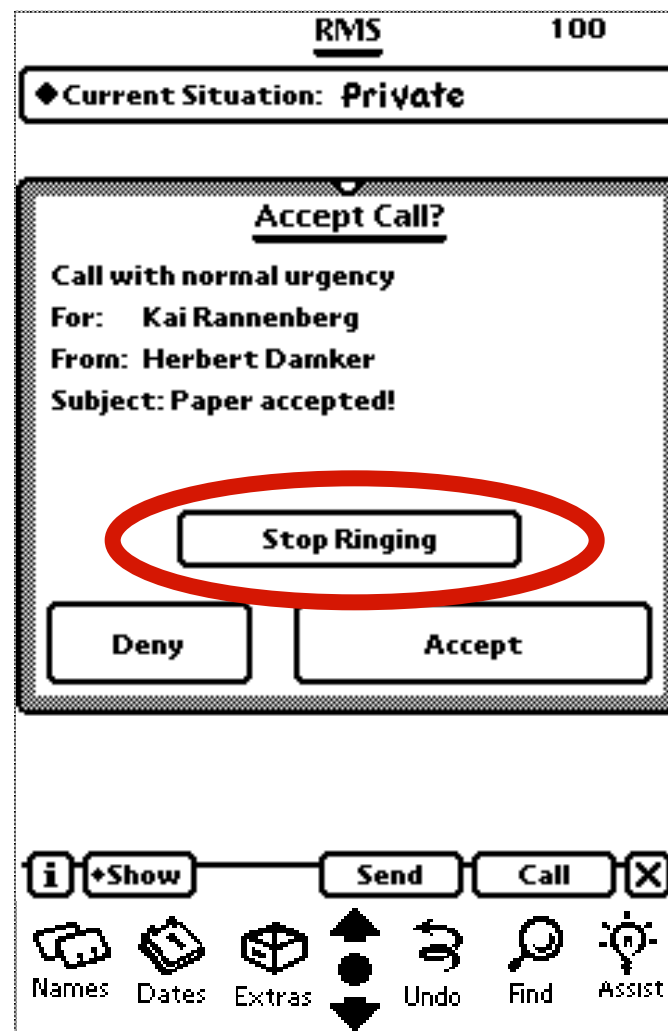 RMS 100
◆Current Situation: Private
Accept Call?
Call with normal urgency
For: Kai Rannenberg
From: Herbert Damker
Subject: Paper accepted!
Stop Ringing
Deny Accept
i ◆Show Send Call X
1
Names Dates Extras Undo Find Assist